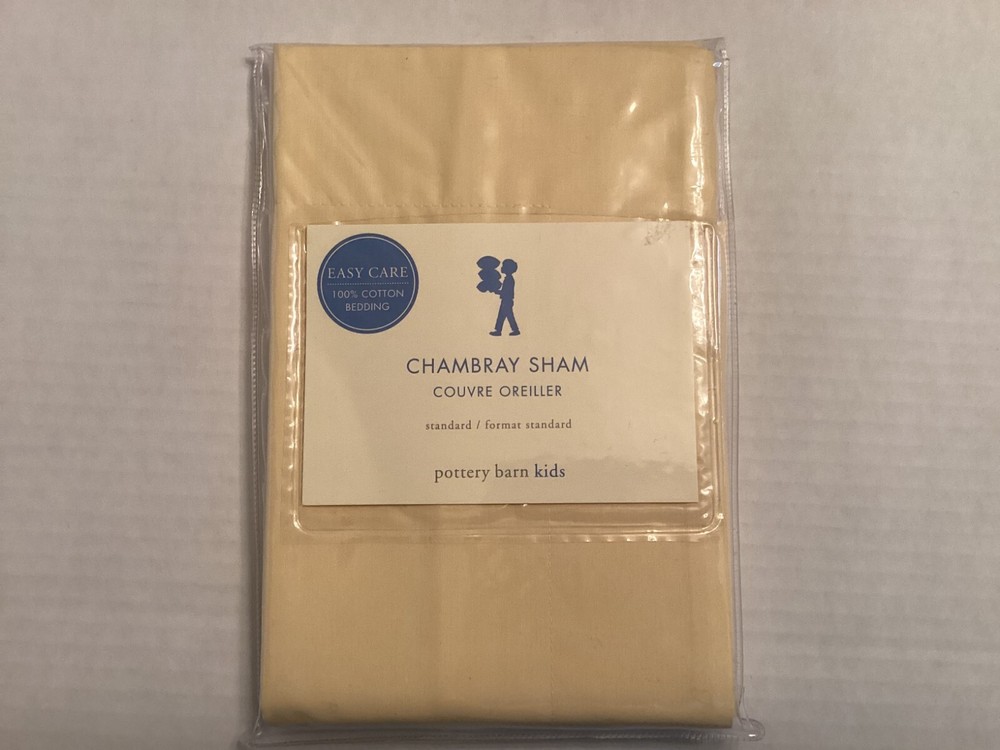 EASY CARE
100% COTTON
BEDDING
CHAMBRAY SHAM
COUVRE OREILLER
standard / format standard
pottery barn kids